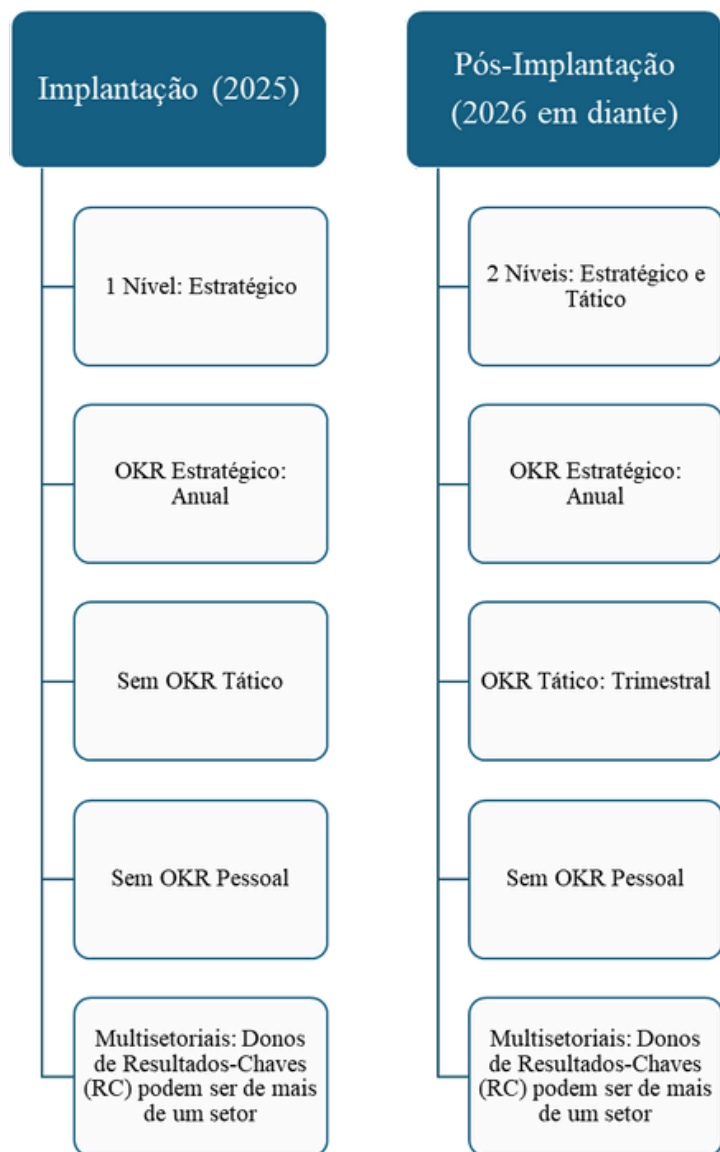 Implantação (2025)
1 Nível: Estratégico
OKR Estratégico:
Anual
Sem OKR Tático
Sem OKR Pessoal
Multisetoriais: Donos
de Resultados-Chaves
(RC) podem ser de mais
de um setor
Pós-Implantação
(2026 em diante)
2 Níveis: Estratégico e
Tático
OKR Estratégico:
Anual
OKR Tático: Trimestral
Sem OKR Pessoal
Multisetoriais: Donos
de Resultados-Chaves
(RC) podem ser de mais
de um setor